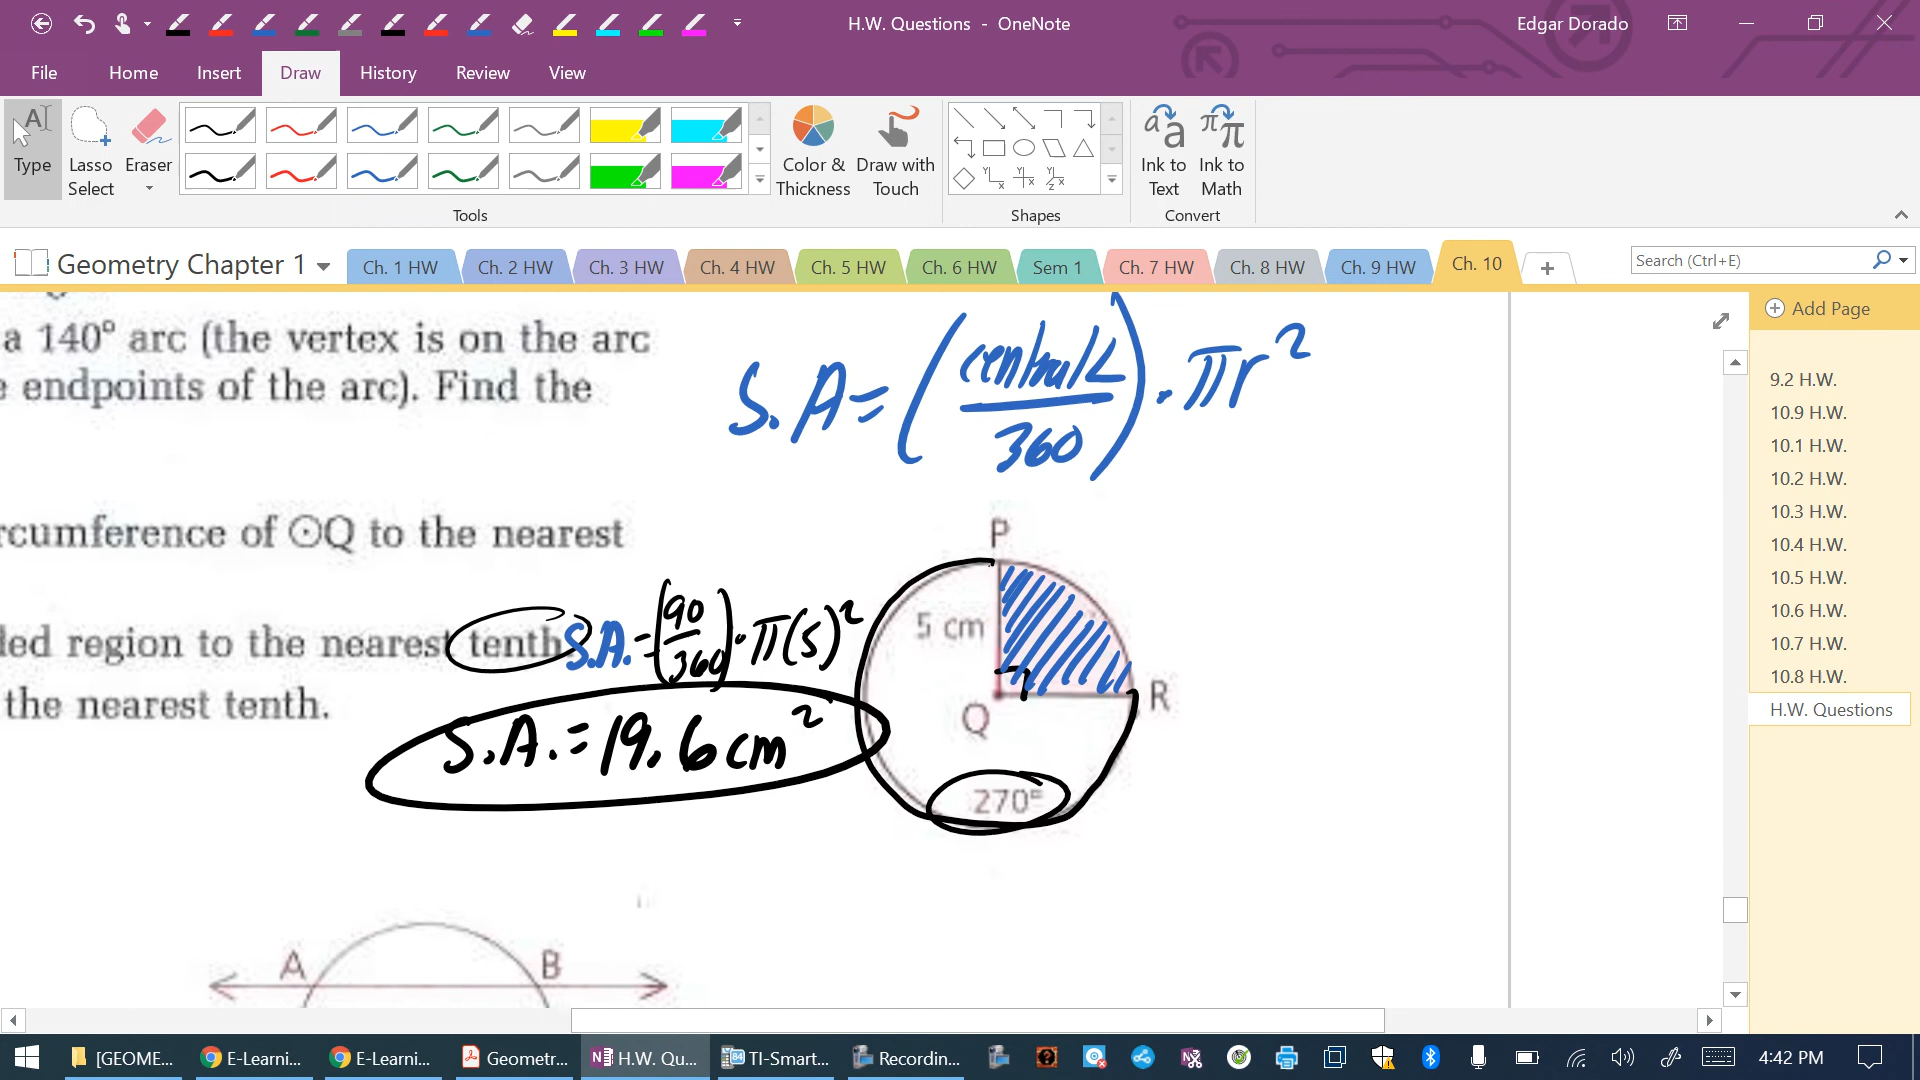 H.W. Questions - OneNote
Edgar Dorado
File Home Insert Draw History Review View
Type
Lasso Select
Eraser
Color & Thickness
Draw with Touch
Ink to Text
Ink to Math
Tools
Shapes
Convert
Geometry Chapter 1
Ch. 1 HW
Ch. 2 HW
Ch. 3 HW
Ch. 4 HW
Ch. 5 HW
Ch. 6 HW
Sem 1
Ch. 7 HW
Ch. 8 HW
Ch. 9 HW
Ch. 10
Search (Ctrl+E)
Add Page
9.2 H.W.
10.9 H.W.
10.1 H.W.
10.2 H.W.
10.3 H.W.
10.4 H.W.
10.5 H.W.
10.6 H.W.
10.7 H.W.
10.8 H.W.
H.W. Questions
a 140° arc (the vertex is on the arc
endpoints of the arc). Find the
S.A = (central∠/360) · πr²
rcumference of ⊙Q to the nearest
led region to the nearest tenth
S.A. = (90/360) · π(5)²
the nearest tenth.
S.A. = 19.6 cm²
P
5 cm
Q
R
270°
A
B
[GEOME...
E-Learni...
E-Learni...
Geometr...
H.W. Qu...
TI-Smart...
Recordin...
4:42 PM